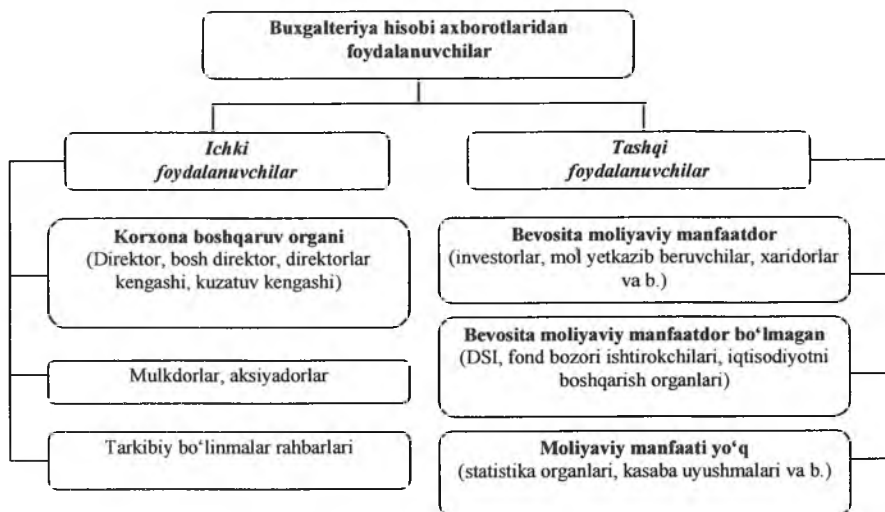 Buxgalteriya hisobi axborotlaridan
foydalanuvchilar
Ichki
foydalanuvchilar
Tashqi
foydalanuvchilar
Korxona boshqaruv organi
(Direktor, bosh direktor, direktorlar
kengashi, kuzatuv kengashi)
Mulkdorlar, aksiyadorlar
Tarkibiy bo‘linmalar rahbarlari
Bevosita moliyaviy manfaatdor
(investorlar, mol yetkazib beruvchilar, xaridorlar
va b.)
Bevosita moliyaviy manfaatdor bo‘lmagan
(DSI, fond bozori ishtirokchilari, iqtisodiyotni
boshqarish organlari)
Moliyaviy manfaati yo‘q
(statistika organlari, kasaba uyushmalari va b.)